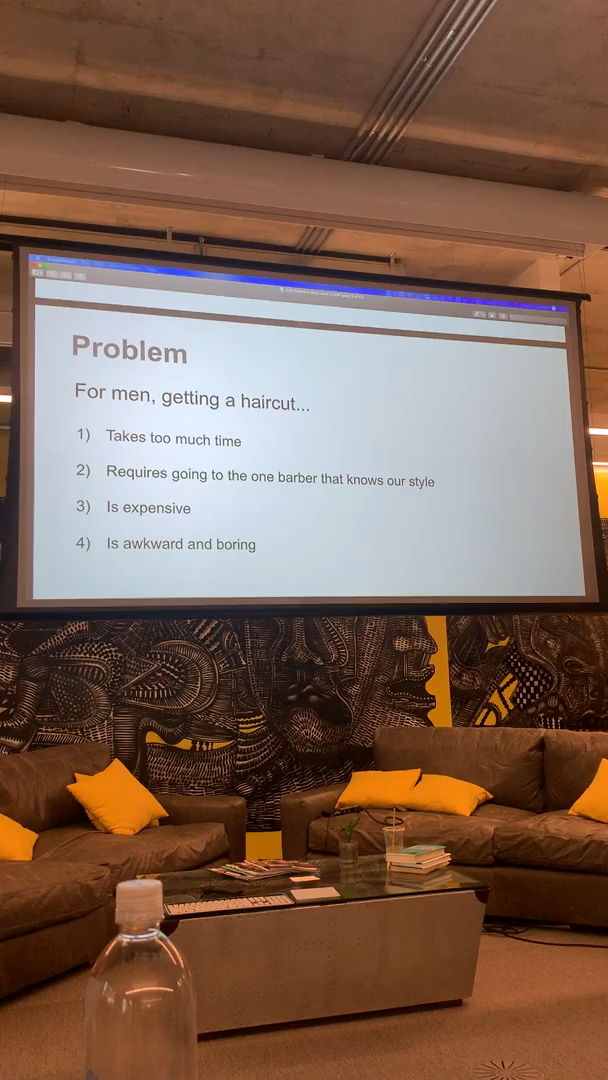 Problem
For men, getting a haircut...
1) Takes too much time
2) Requires going to the one barber that knows our style
3) Is expensive
4) Is awkward and boring